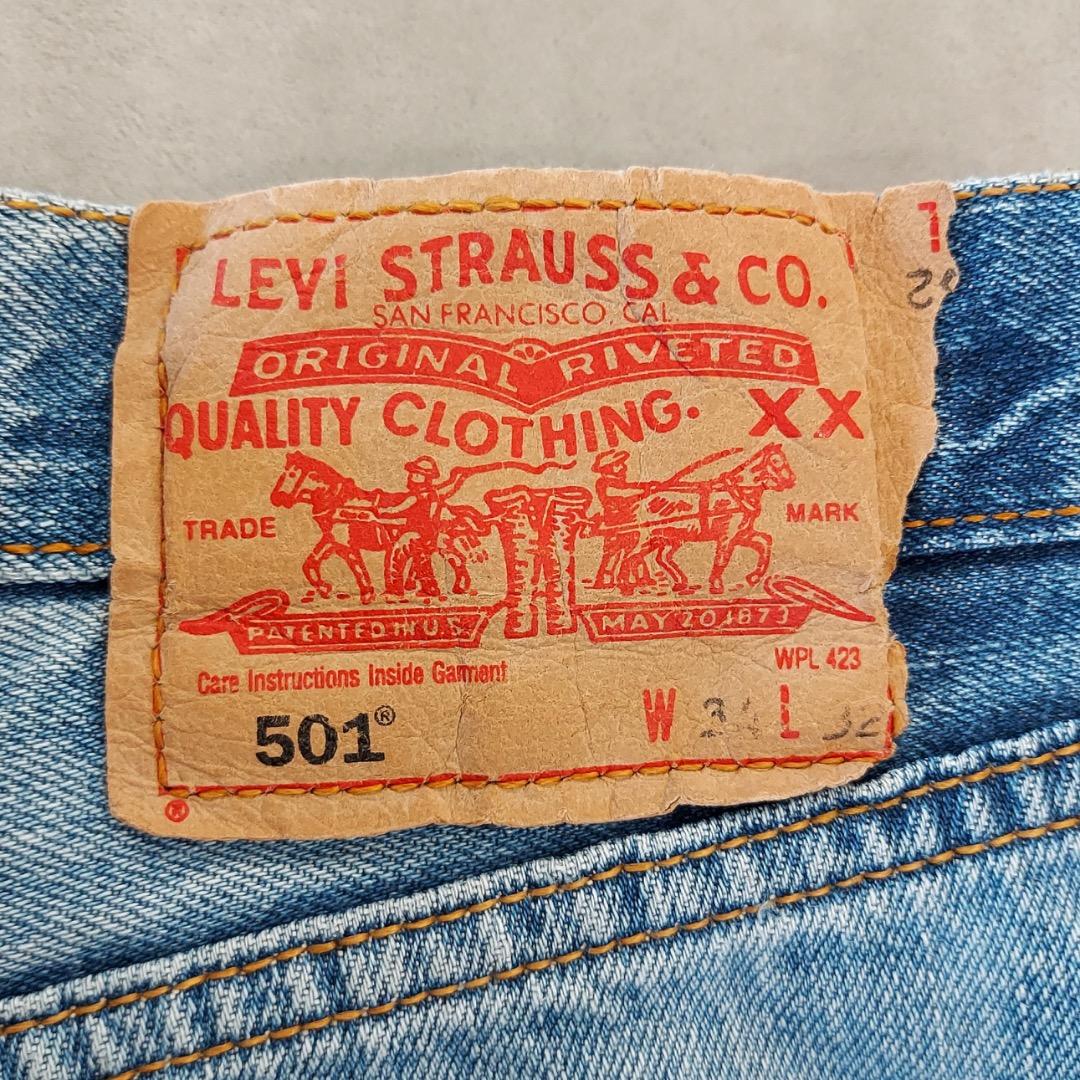 LEVI STRAUSS & CO.
SAN FRANCISCO, CAL.
ORIGINAL RIVETED
QUALITY CLOTHING. XX
TRADE MARK
PATENTED IN U.S. MAY 20 1873
Care Instructions Inside Garment WPL 423
501® W 34 L 32
®